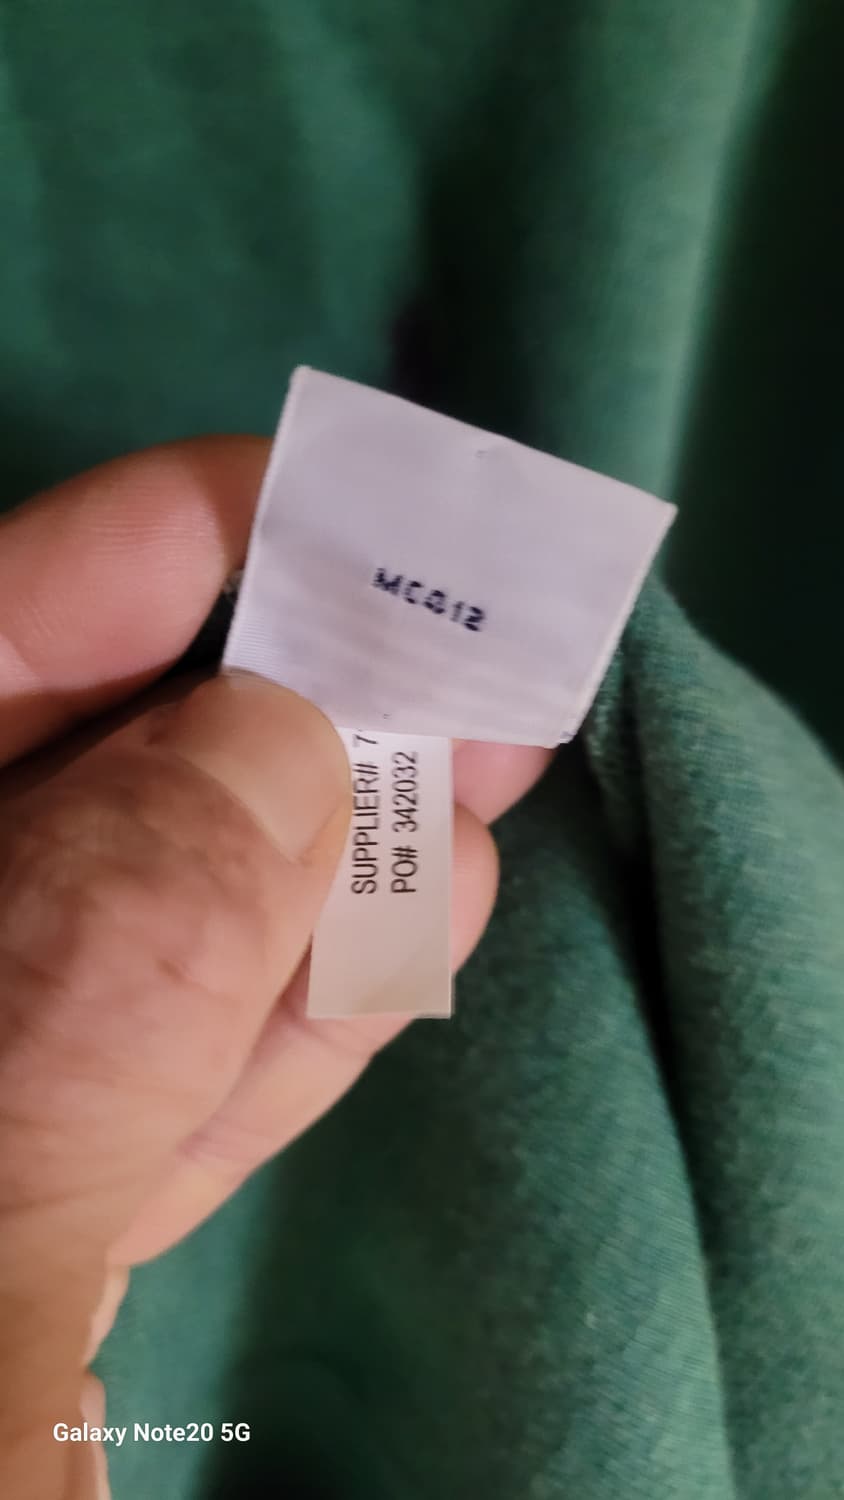 MC012
SUPPLIER# 7
PO# 342032
Galaxy Note20 5G